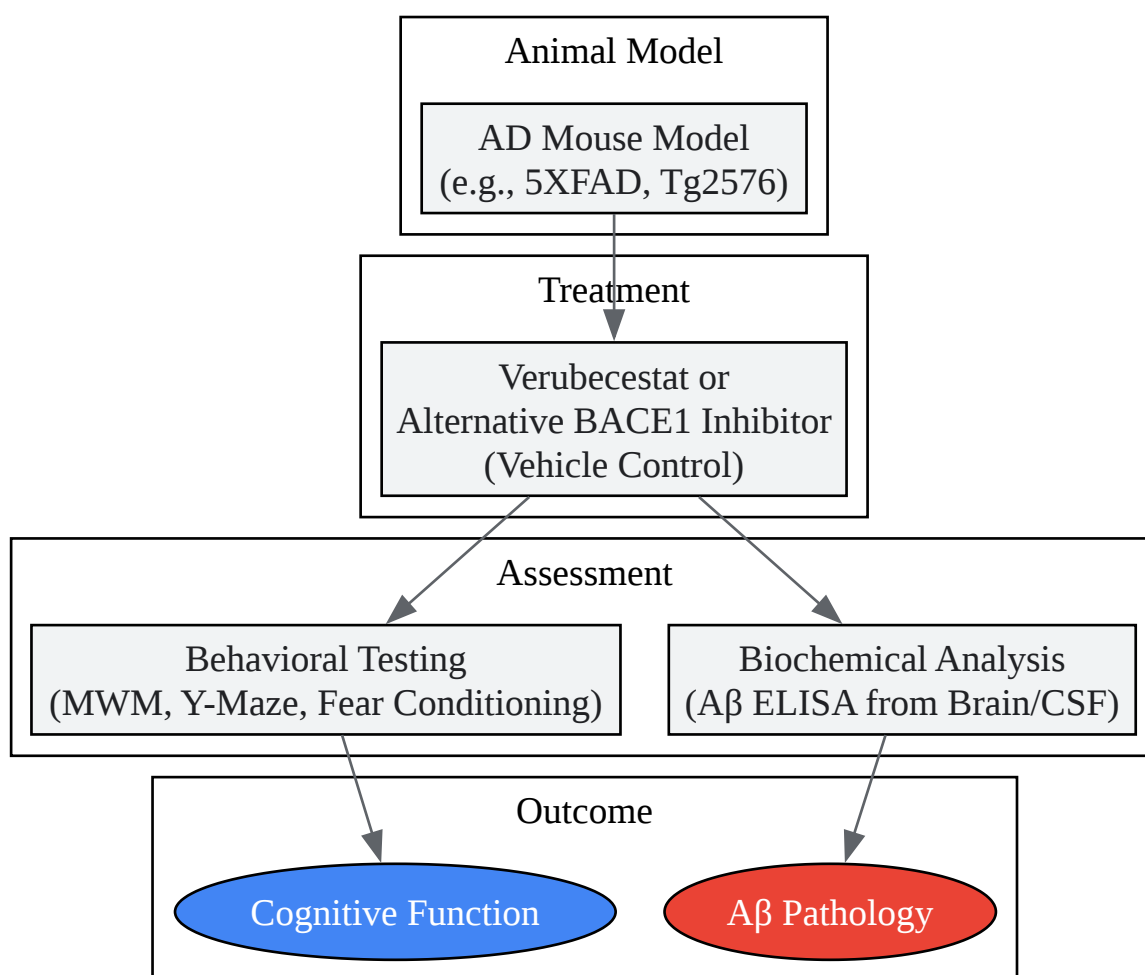 Animal Model
AD Mouse Model
(e.g., 5XFAD, Tg2576)
Treatment
Verubecestat or
Alternative BACE1 Inhibitor
(Vehicle Control)
Assessment
Behavioral Testing
(MWM, Y-Maze, Fear Conditioning)
Biochemical Analysis
(Aβ ELISA from Brain/CSF)
Outcome
Cognitive Function
Aβ Pathology